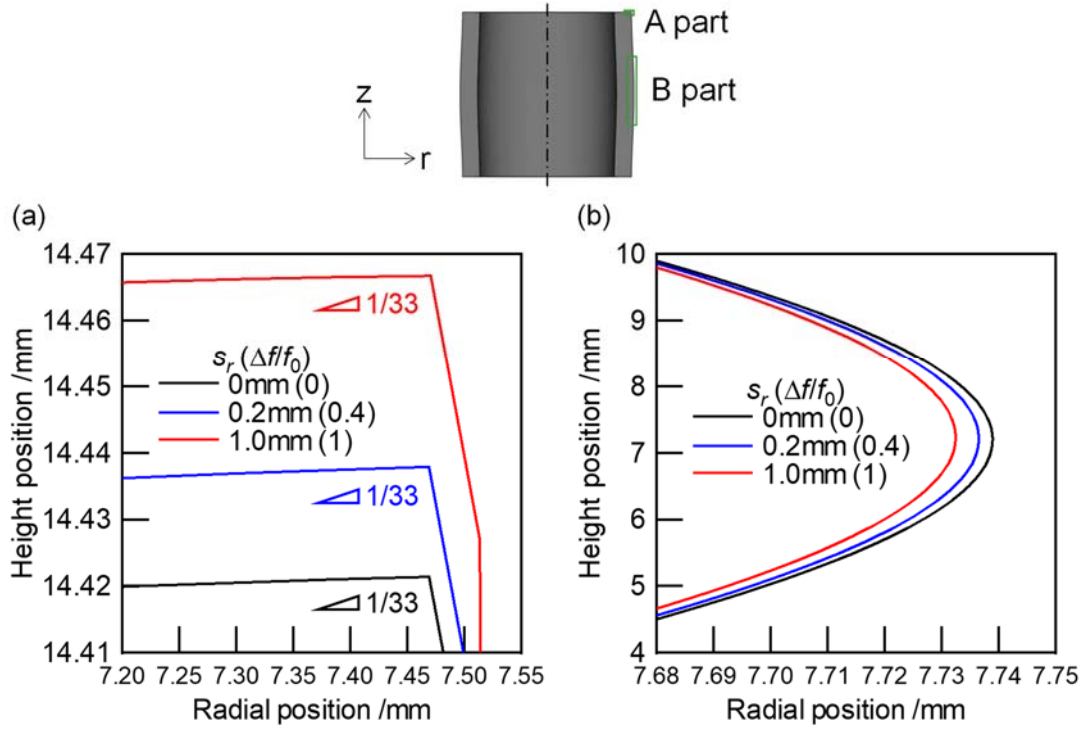 A part
B part
z
r
(a)
14.47
14.46
14.45
14.44
14.43
14.42
14.41
Height position /mm
1/33
sᵣ (Δf/f₀)
0mm (0)
0.2mm (0.4)
1.0mm (1)
1/33
1/33
7.20 7.25 7.30 7.35 7.40 7.45 7.50 7.55
Radial position /mm
(b)
10
9
8
7
6
5
4
Height position /mm
sᵣ (Δf/f₀)
0mm (0)
0.2mm (0.4)
1.0mm (1)
7.68 7.69 7.70 7.71 7.72 7.73 7.74 7.75
Radial position /mm